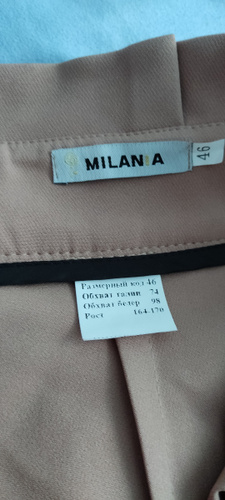 MILANIA
46
Размерный код 46
Обхват талии 74
Обхват бедер 98
Рост 164-170